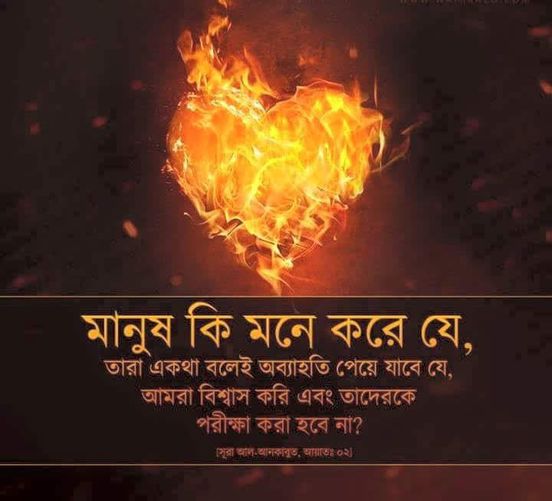 মানুষ কি মনে করে যে,
তারা একথা বলেই অব্যাহতি পেয়ে যাবে যে,
আমরা বিশ্বাস করি এবং তাদেরকে
পরীক্ষা করা হবে না?
[সূরা আল-আনকাবুত, আয়াতঃ ০২]